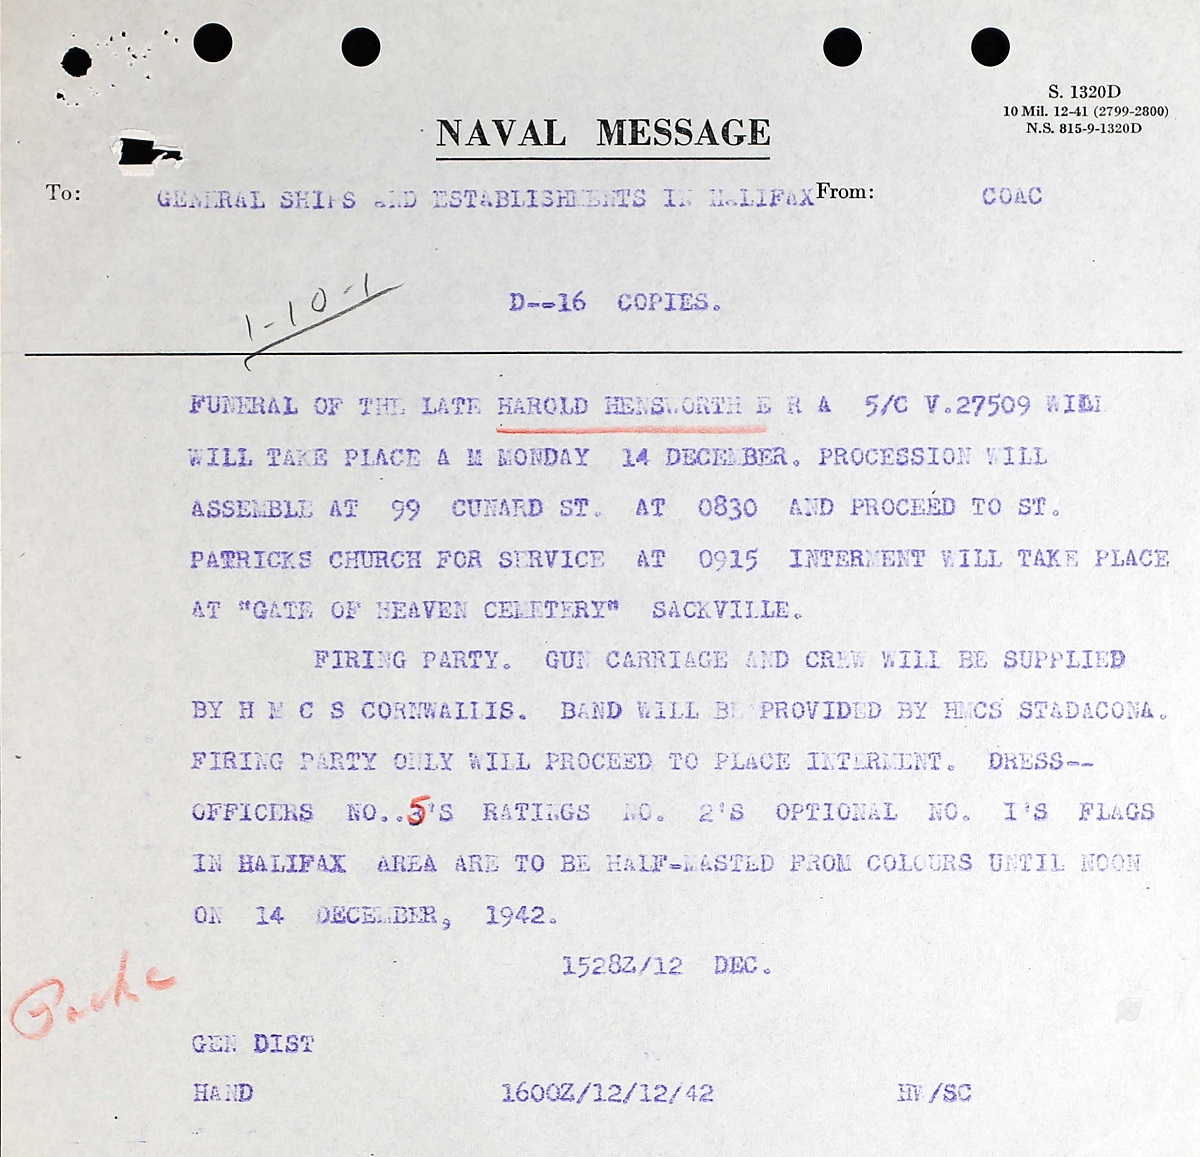 S. 1320D
10 Mil. 12-41 (2799-2800)
N.S. 815-9-1320D
NAVAL MESSAGE
To: GENERAL SHIPS AND ESTABLISHMENTS IN HALIFAX From: COAC
1-10-1
D--16 COPIES.
FUNERAL OF THE LATE HAROLD HENSWORTH E R A 5/C V.27509 WILL
WILL TAKE PLACE A M MONDAY 14 DECEMBER. PROCESSION WILL
ASSEMBLE AT 99 CUNARD ST. AT 0830 AND PROCEED TO ST.
PATRICKS CHURCH FOR SERVICE AT 0915 INTERMENT WILL TAKE PLACE
AT "GATE OF HEAVEN CEMETERY" SACKVILLE.
FIRING PARTY. GUN CARRIAGE AND CREW WILL BE SUPPLIED
BY H M C S CORNWALLIS. BAND WILL BE PROVIDED BY HMCS STADACONA.
FIRING PARTY ONLY WILL PROCEED TO PLACE INTERMENT. DRESS--
OFFICERS NO..5'S RATINGS NO. 2'S OPTIONAL NO. 1'S FLAGS
IN HALIFAX AREA ARE TO BE HALF-MASTED FROM COLOURS UNTIL NOON
ON 14 DECEMBER, 1942.
1528Z/12 DEC.
GEN DIST
HAND 1600Z/12/12/42 HW/SC